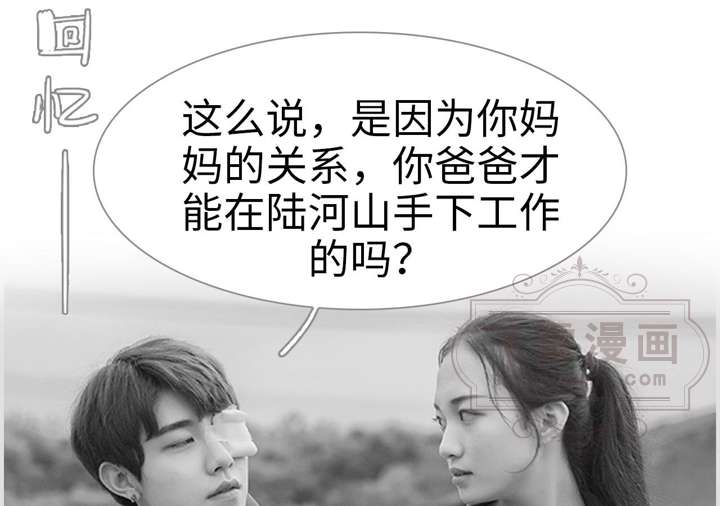 回忆
这么说，是因为你妈
妈的关系，你爸爸才
能在陆河山手下工作
的吗？
漫画
com